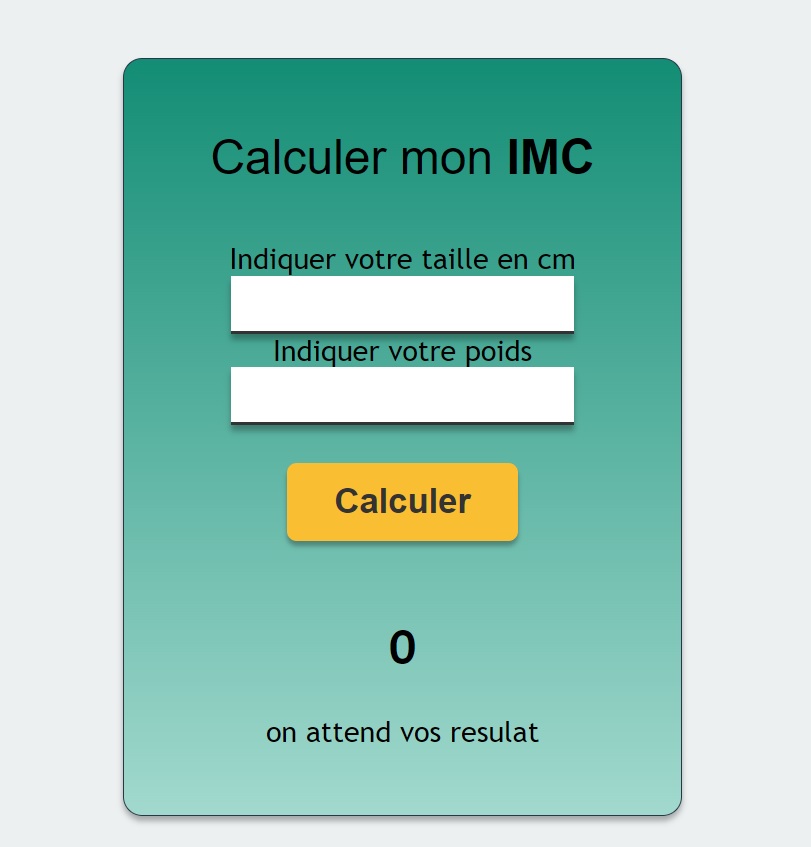 Calculer mon IMC
Indiquer votre taille en cm
Indiquer votre poids
Calculer
0
on attend vos resulat